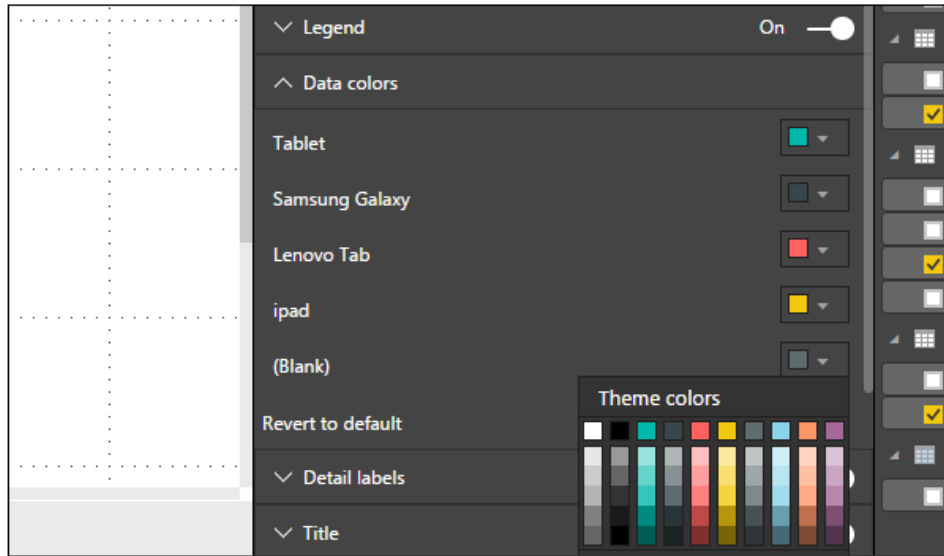 Legend
On
Data colors
Tablet
Samsung Galaxy
Lenovo Tab
ipad
(Blank)
Theme colors
Revert to default
Detail labels
Title